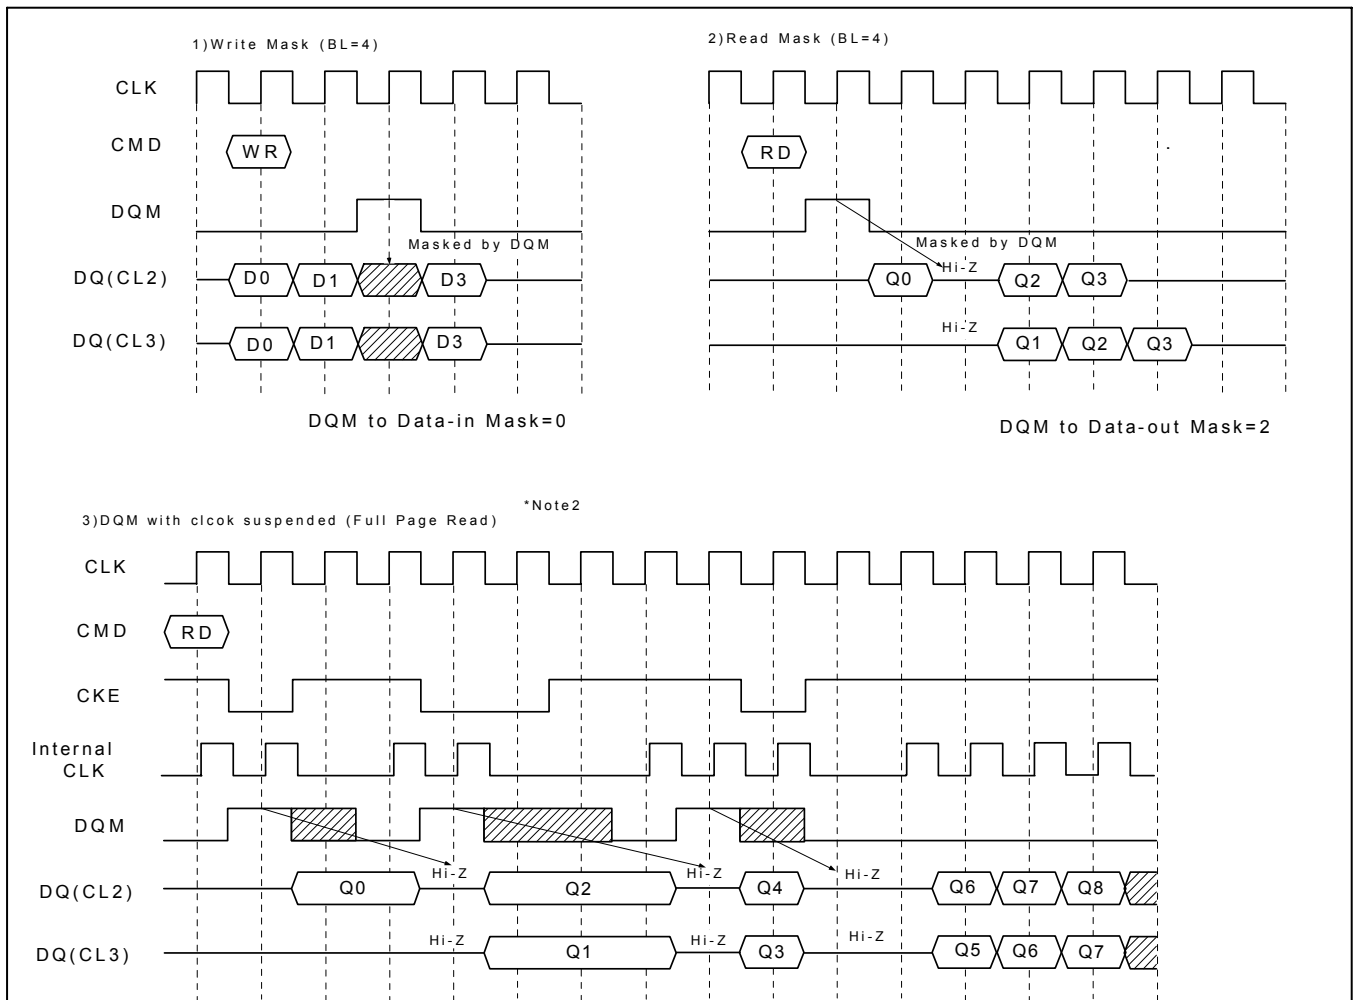 1)Write Mask (BL=4)
CLK
CMD
WR
DQM
Masked by DQM
DQ(CL2)
D0 D1 D3
DQ(CL3)
D0 D1 D3
DQM to Data-in Mask=0
2)Read Mask (BL=4)
RD
Masked by DQM
Hi-Z
Q0 Q2 Q3
Hi-Z
Q1 Q2 Q3
DQM to Data-out Mask=2
*Note2
3)DQM with clcok suspended (Full Page Read)
CLK
CMD
RD
CKE
Internal
CLK
DQM
Hi-Z Hi-Z Hi-Z
DQ(CL2)
Q0 Q2 Q4 Q6 Q7 Q8
Hi-Z Hi-Z Hi-Z
DQ(CL3)
Q1 Q3 Q5 Q6 Q7